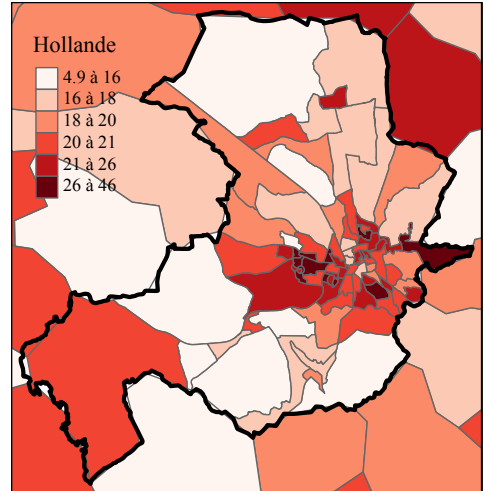 Hollande
4.9 à 16
16 à 18
18 à 20
20 à 21
21 à 26
26 à 46